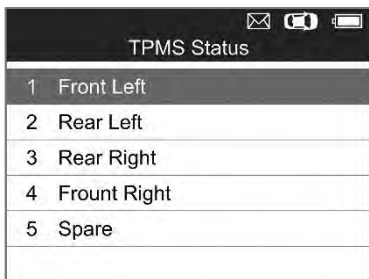 TPMS Status
1 Front Left
2 Rear Left
3 Rear Right
4 Frount Right
5 Spare